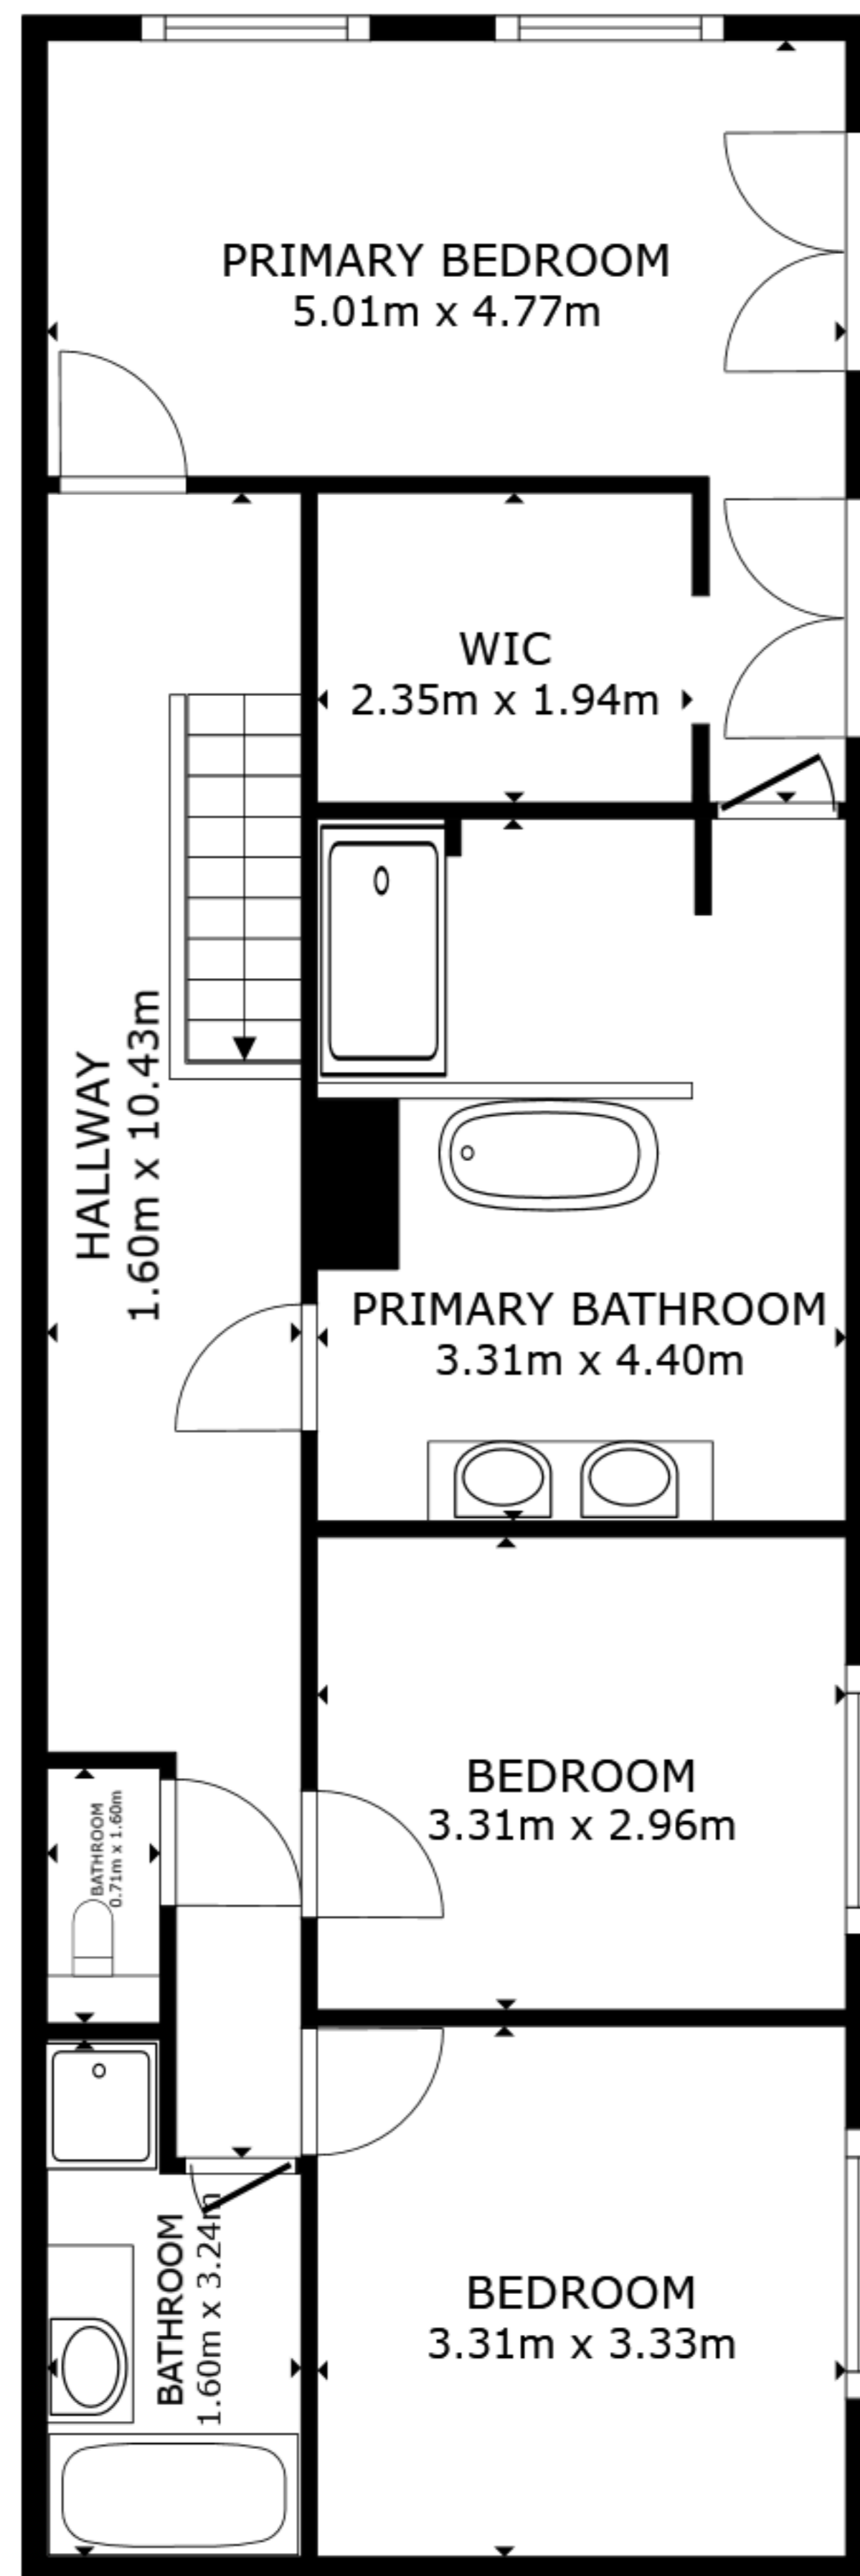 PRIMARY BEDROOM
5.01m x 4.77m
WIC
2.35m x 1.94m
HALLWAY
1.60m x 10.43m
PRIMARY BATHROOM
3.31m x 4.40m
BEDROOM
3.31m x 2.96m
BATHROOM
0.71m x 1.60m
BATHROOM
1.60m x 3.24m
BEDROOM
3.31m x 3.33m